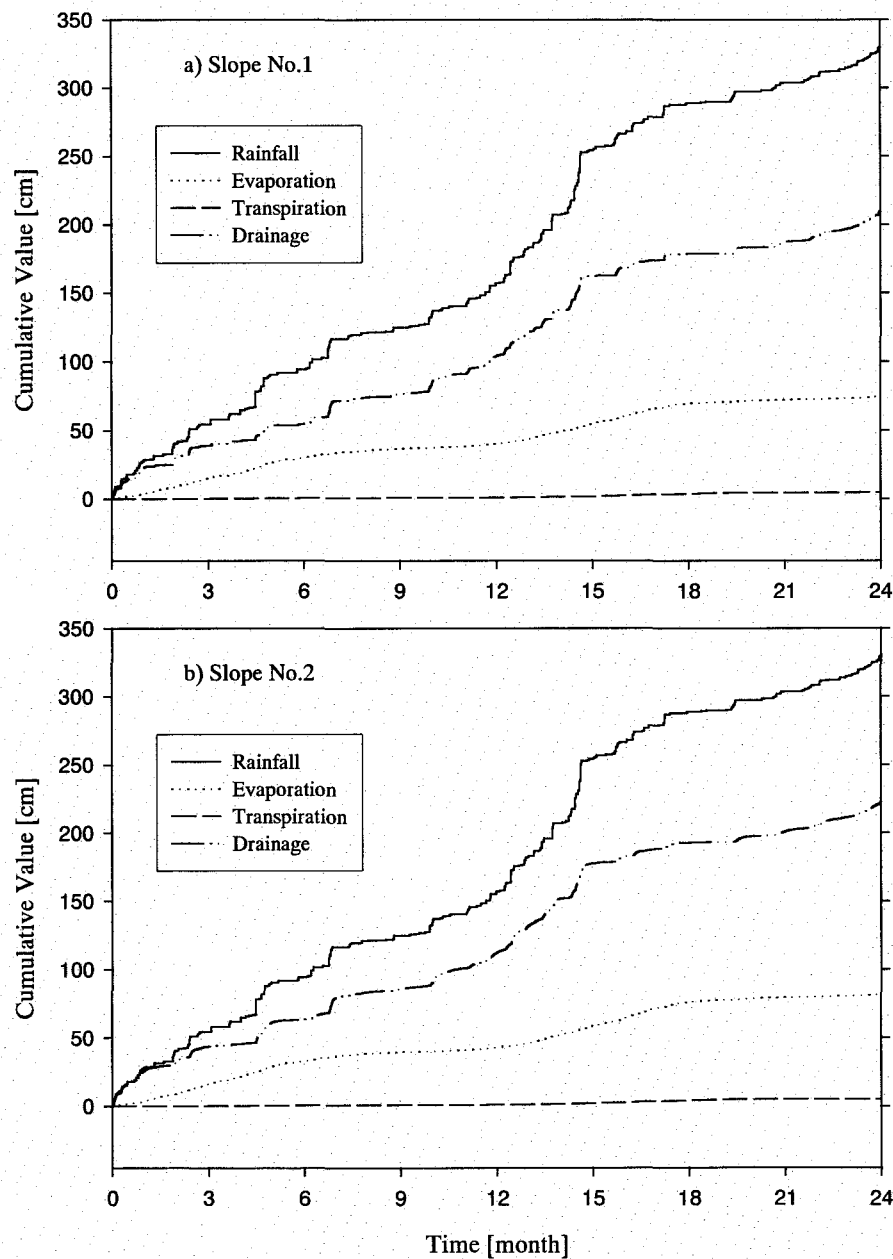 350
a) Slope No.1
300
Rainfall
250
Evaporation
Transpiration
200
Drainage
150
100
50
0
Cumulative Value [cm]
0 3 6 9 12 15 18 21 24
350
b) Slope No.2
300
Rainfall
250
Evaporation
Transpiration
200
Drainage
150
100
50
0
Cumulative Value [cm]
0 3 6 9 12 15 18 21 24
Time [month]